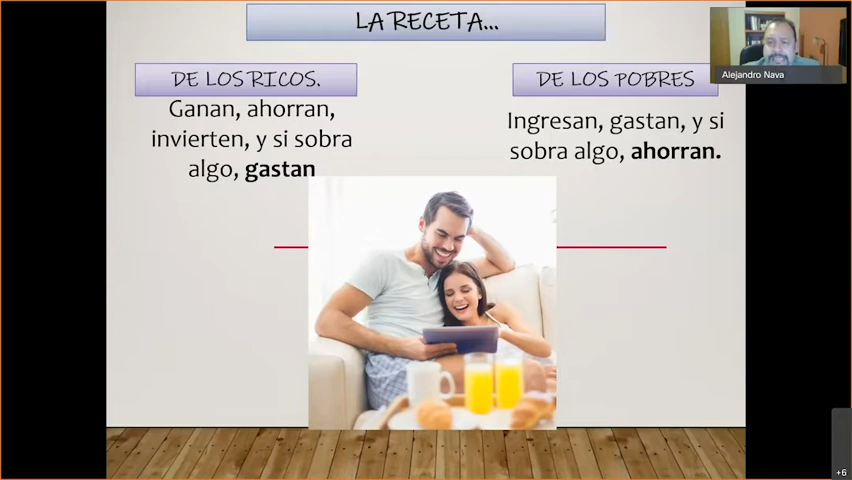 LA RECETA...
DE LOS RICOS.
Ganan, ahorran,
invierten, y si sobra
algo, gastan
DE LOS POBRES
Ingresan, gastan, y si
sobra algo, ahorran.
Alejandro Nava
+6